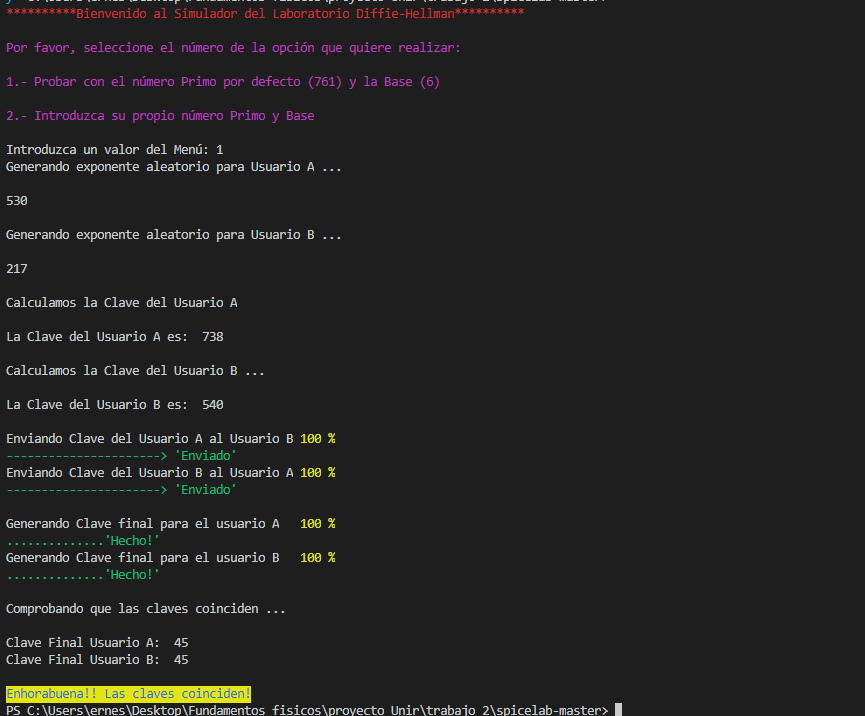 **********Bienvenido al Simulador del Laboratorio Diffie-Hellman**********
Por favor, seleccione el número de la opción que quiere realizar:
1.- Probar con el número Primo por defecto (761) y la Base (6)
2.- Introduzca su propio número Primo y Base
Introduzca un valor del Menú: 1
Generando exponente aleatorio para Usuario A ...
530
Generando exponente aleatorio para Usuario B ...
217
Calculamos la Clave del Usuario A
La Clave del Usuario A es:  738
Calculamos la Clave del Usuario B ...
La Clave del Usuario B es:  540
Enviando Clave del Usuario A al Usuario B 100 %
----------------------> 'Enviado'
Enviando Clave del Usuario B al Usuario A 100 %
----------------------> 'Enviado'
Generando Clave final para el usuario A   100 %
..............'Hecho!'
Generando Clave final para el usuario B   100 %
..............'Hecho!'
Comprobando que las claves coinciden ...
Clave Final Usuario A:  45
Clave Final Usuario B:  45
Enhorabuena!! Las claves coinciden!
PS C:\Users\ernes\Desktop\Fundamentos fisicos\proyecto Unir\trabajo 2\spicelab-master>